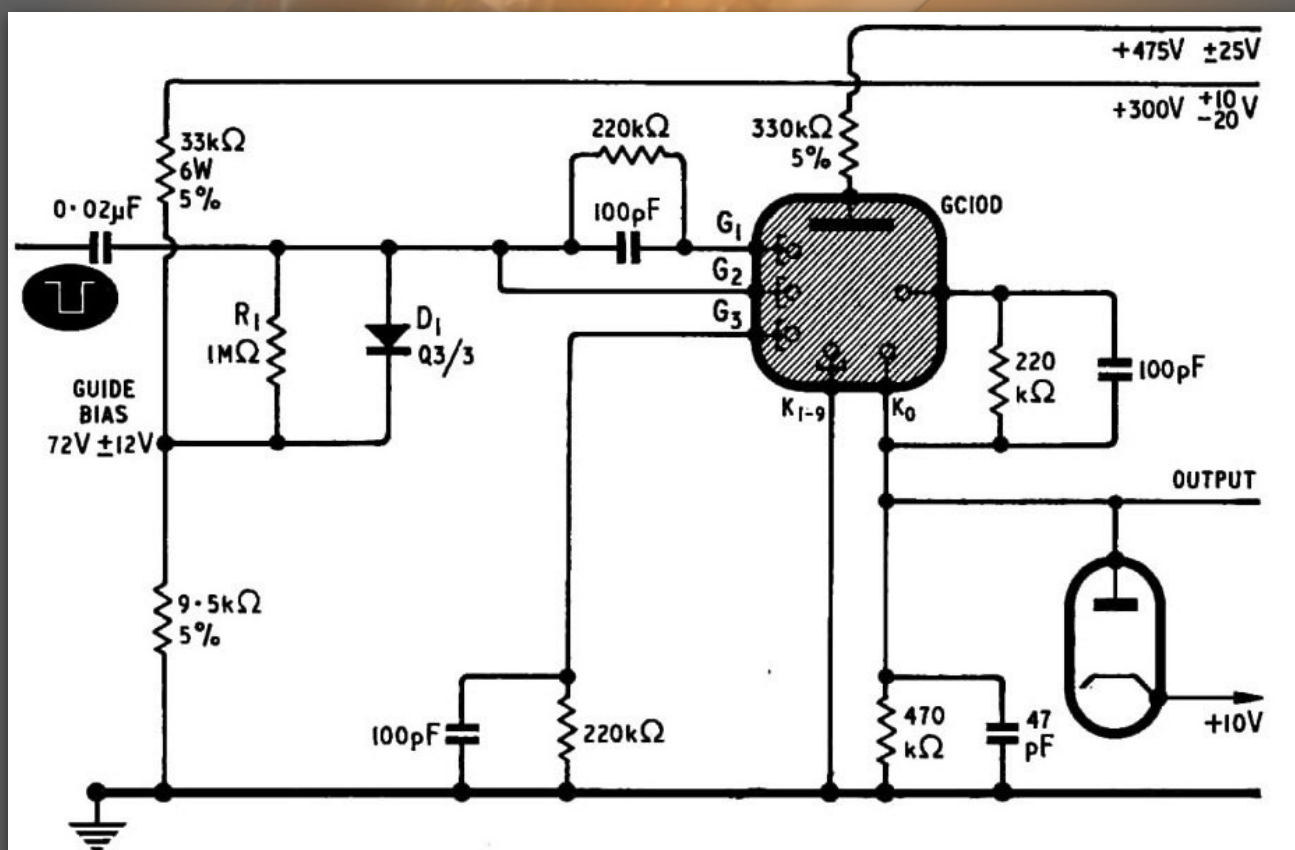 +475V ±25V
+300V +10 -20 V
33kΩ
6W
5%
220kΩ
330kΩ
5%
0·02μF
100pF
G1
GC10D
G2
G3
R1
1MΩ
D1
Q3/3
220
kΩ
100pF
GUIDE
BIAS
72V ±12V
K1-9
K0
OUTPUT
9·5kΩ
5%
100pF
220kΩ
470
kΩ
47
pF
+10V